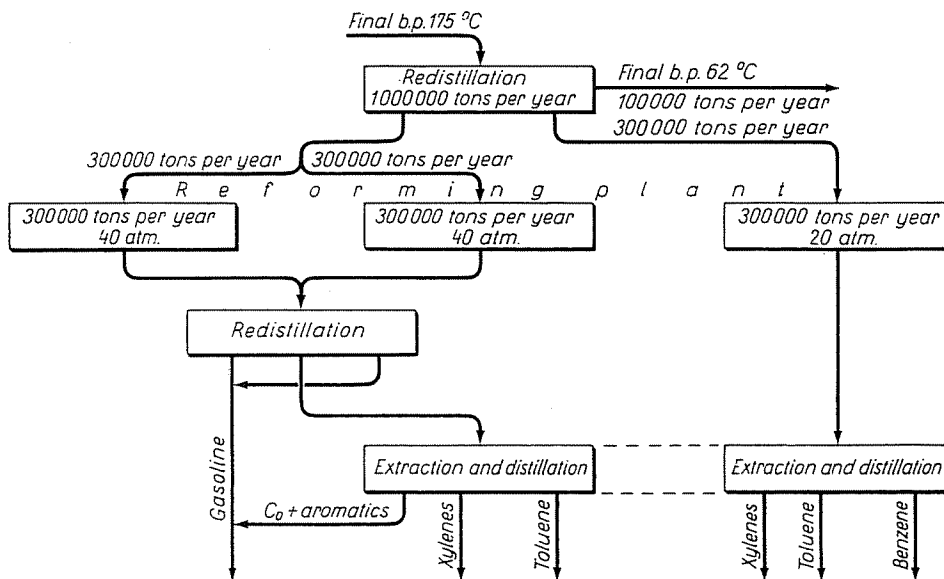 Final b.p. 175 °C
Redistillation
1000000 tons per year
Final b.p. 62 °C
100000 tons per year
300000 tons per year
300000 tons per year
300000 tons per year
Reforming plant
300000 tons per year
40 atm.
300000 tons per year
40 atm.
300000 tons per year
20 atm.
Redistillation
Extraction and distillation
Extraction and distillation
Gasoline
C₀ + aromatics
Xylenes
Toluene
Xylenes
Toluene
Benzene